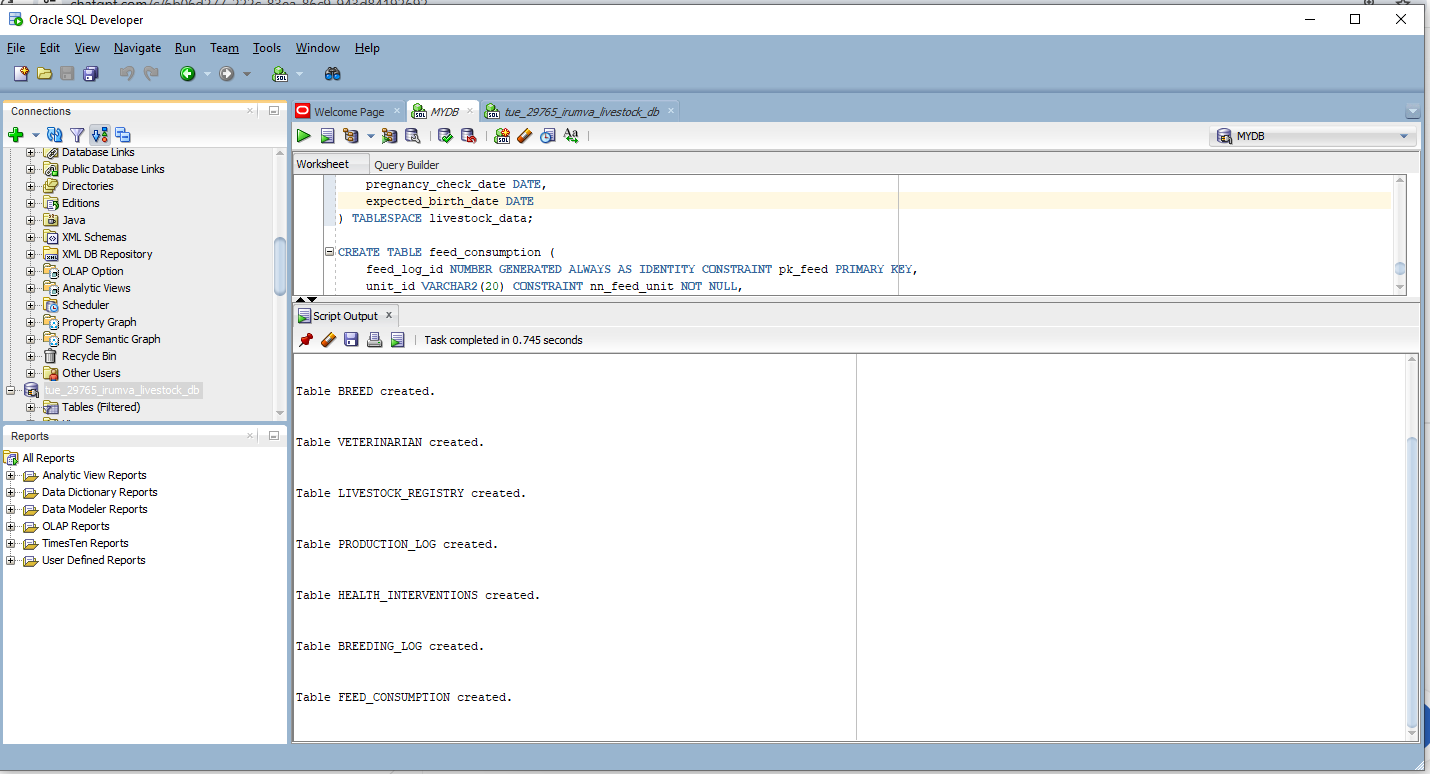 Oracle SQL Developer
File Edit View Navigate Run Team Tools Window Help
Connections
Database Links
Public Database Links
Directories
Editions
Java
XML Schemas
XML DB Repository
OLAP Option
Analytic Views
Scheduler
Property Graph
RDF Semantic Graph
Recycle Bin
Other Users
tue_29765_irumva_livestock_db
Tables (Filtered)
Reports
All Reports
Analytic View Reports
Data Dictionary Reports
Data Modeler Reports
OLAP Reports
TimesTen Reports
User Defined Reports
Welcome Page MYDB tue_29765_irumva_livestock_db
MYDB
Worksheet Query Builder
pregnancy_check_date DATE,
expected_birth_date DATE
) TABLESPACE livestock_data;
CREATE TABLE feed_consumption (
feed_log_id NUMBER GENERATED ALWAYS AS IDENTITY CONSTRAINT pk_feed PRIMARY KEY,
unit_id VARCHAR2(20) CONSTRAINT nn_feed_unit NOT NULL,
Script Output x
Task completed in 0.745 seconds
Table BREED created.
Table VETERINARIAN created.
Table LIVESTOCK_REGISTRY created.
Table PRODUCTION_LOG created.
Table HEALTH_INTERVENTIONS created.
Table BREEDING_LOG created.
Table FEED_CONSUMPTION created.